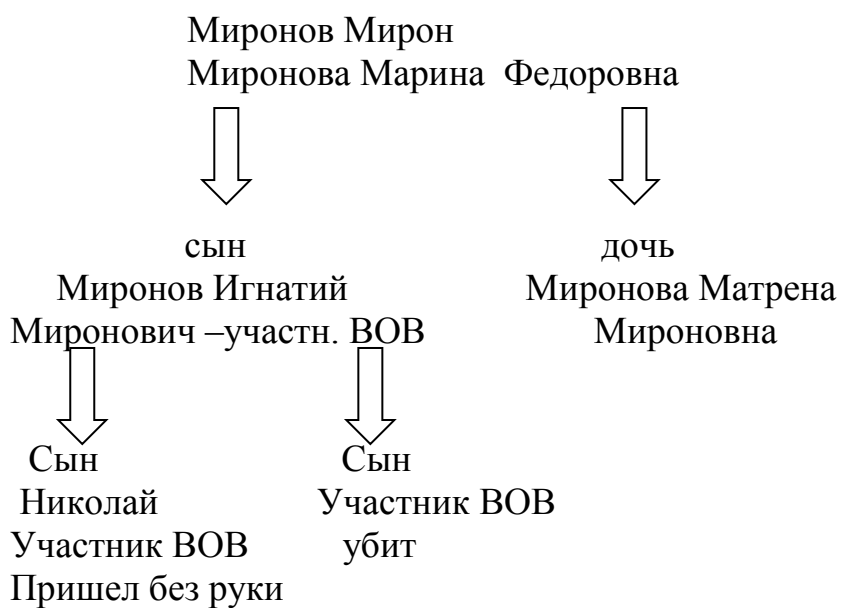 Миронов Мирон
Миронова Марина Федоровна
сын
Миронов Игнатий
Миронович –участн. ВОВ
дочь
Миронова Матрена
Мироновна
Сын
Николай
Участник ВОВ
Пришел без руки
Сын
Участник ВОВ
убит